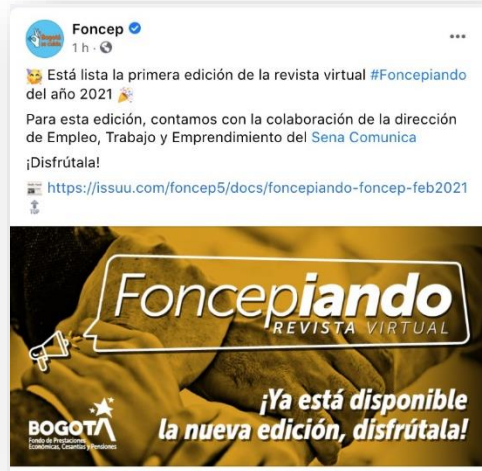 Foncep
1 h
Está lista la primera edición de la revista virtual #Foncepiando
del año 2021
Para esta edición, contamos con la colaboración de la dirección
de Empleo, Trabajo y Emprendimiento del Sena Comunica
¡Disfrútala!
https://issuu.com/foncep5/docs/foncepiando-foncep-feb2021
Foncepiando
REVISTA VIRTUAL
¡Ya está disponible
la nueva edición, disfrútala!
BOGOTÁ
Fondo de Prestaciones
Económicas, Cesantías y Pensiones